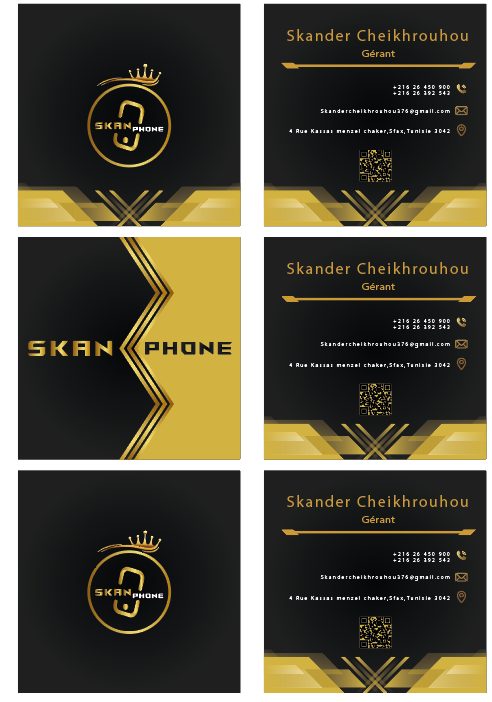 SKAN PHONE
Skander Cheikhrouhou
Gérant
+216 26 450 900
+216 26 392 543
Skandercheikhrouhou376@gmail.com
4 Rue Kassas menzel chaker,Sfax,Tunisie 3042
SKAN PHONE
Skander Cheikhrouhou
Gérant
+216 26 450 900
+216 26 392 543
Skandercheikhrouhou376@gmail.com
4 Rue Kassas menzel chaker,Sfax,Tunisie 3042
SKAN PHONE
Skander Cheikhrouhou
Gérant
+216 26 450 900
+216 26 392 543
Skandercheikhrouhou376@gmail.com
4 Rue Kassas menzel chaker,Sfax,Tunisie 3042